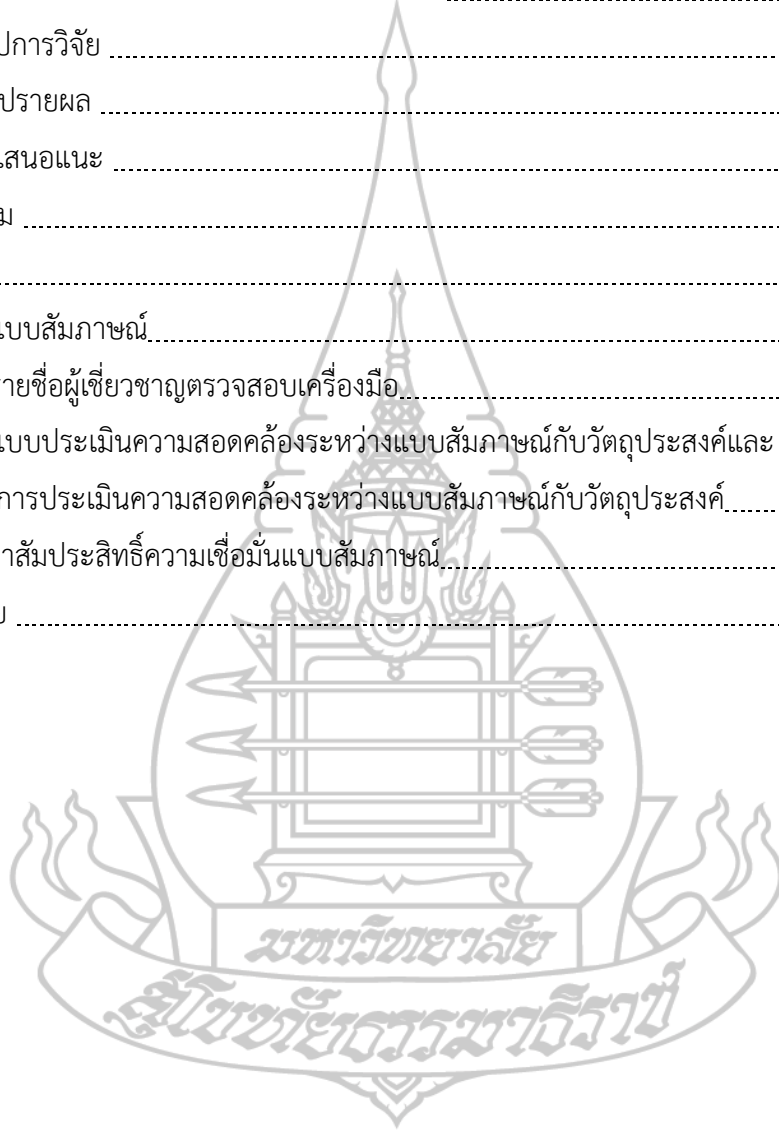 ปการวิจัย
ปรายผล
เสนอแนะ
ม
แบบสัมภาษณ์
รายชื่อผู้เชี่ยวชาญตรวจสอบเครื่องมือ
แบบประเมินความสอดคล้องระหว่างแบบสัมภาษณ์กับวัตถุประสงค์และ
การประเมินความสอดคล้องระหว่างแบบสัมภาษณ์กับวัตถุประสงค์
าสัมประสิทธิ์ความเชื่อมั่นแบบสัมภาษณ์
ย
มหาวิทยาลัย
สุโขทัยธรรมาธิราช